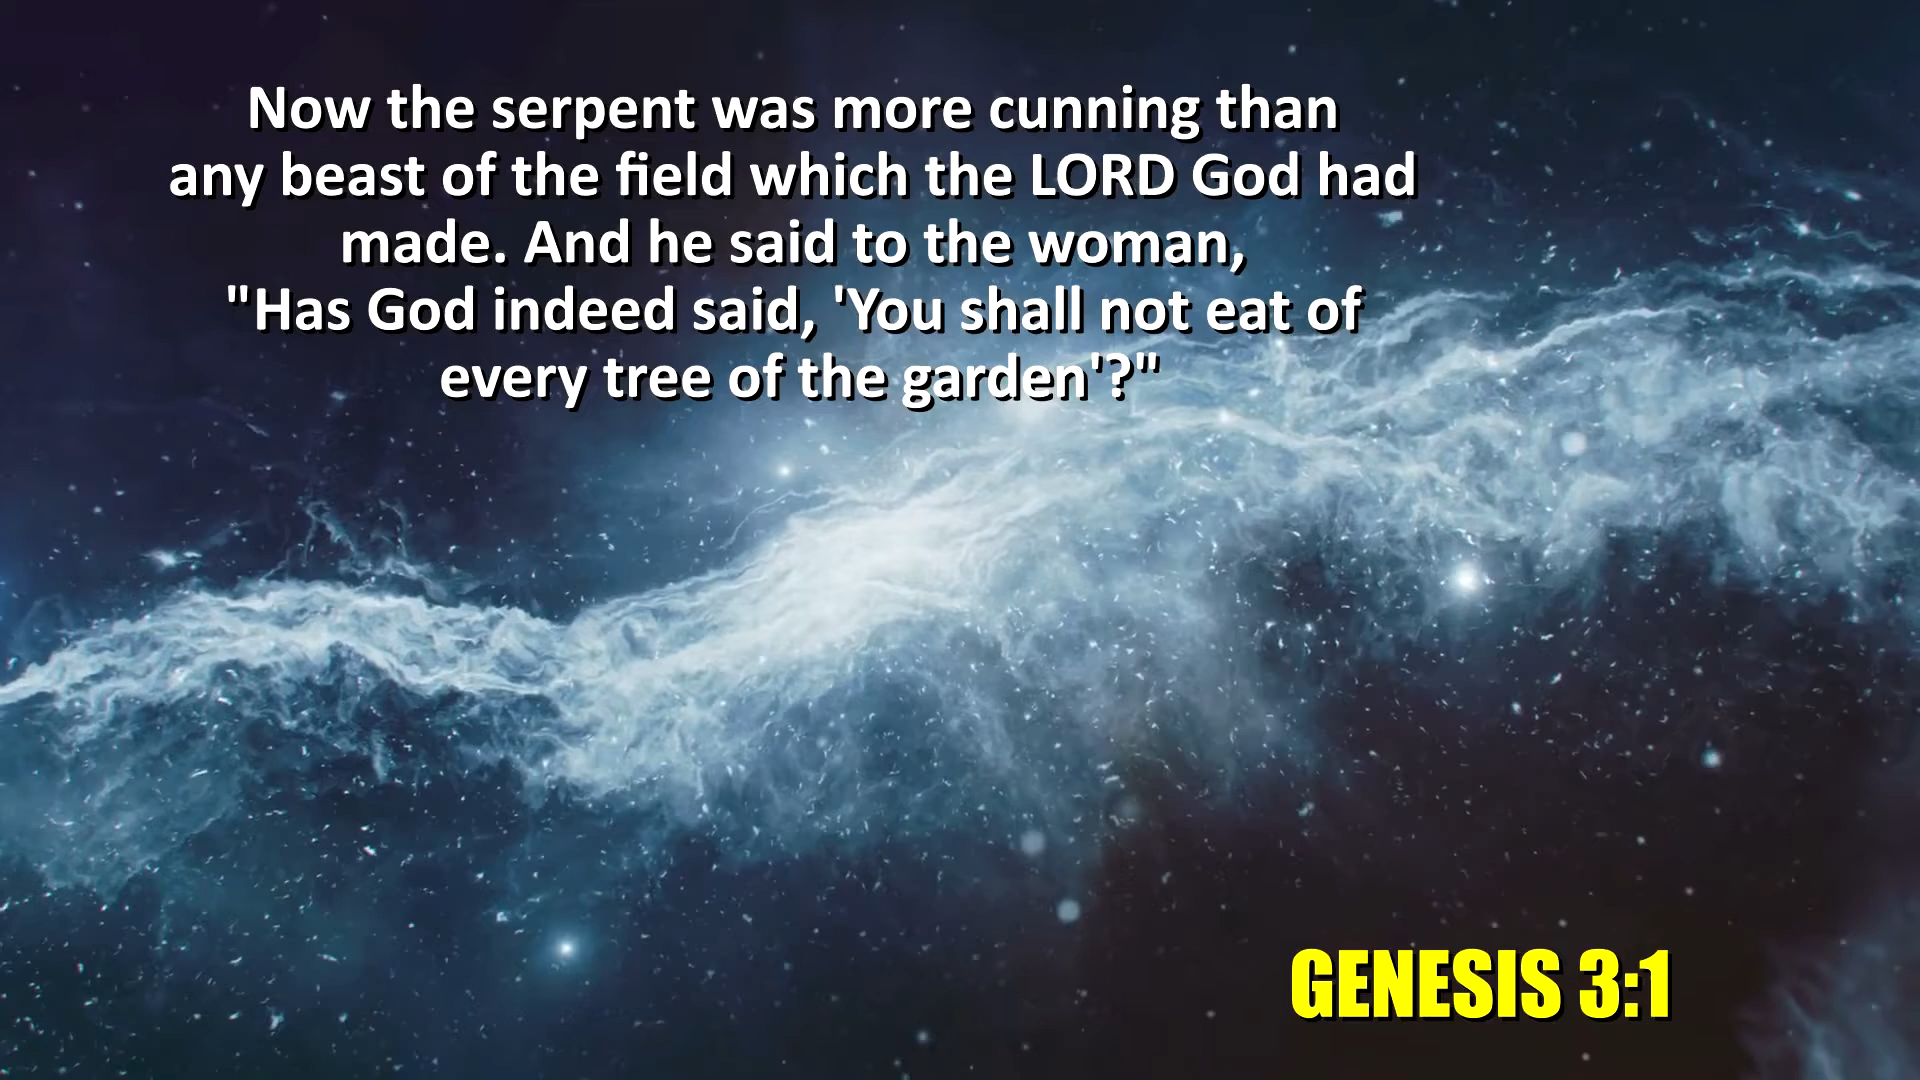 Now the serpent was more cunning than
any beast of the field which the LORD God had
made. And he said to the woman,
"Has God indeed said, 'You shall not eat of
every tree of the garden'?"
GENESIS 3:1